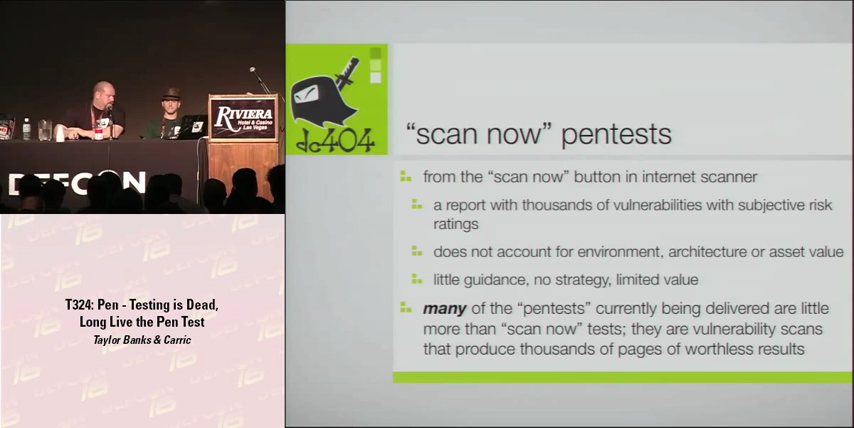 RIVIERA
Hotel & Casino
Las Vegas
DEFCON
T324: Pen - Testing is Dead,
Long Live the Pen Test
Taylor Banks & Carric
dc404
“scan now” pentests
from the “scan now” button in internet scanner
a report with thousands of vulnerabilities with subjective risk
ratings
does not account for environment, architecture or asset value
little guidance, no strategy, limited value
many of the “pentests” currently being delivered are little
more than “scan now” tests; they are vulnerability scans
that produce thousands of pages of worthless results